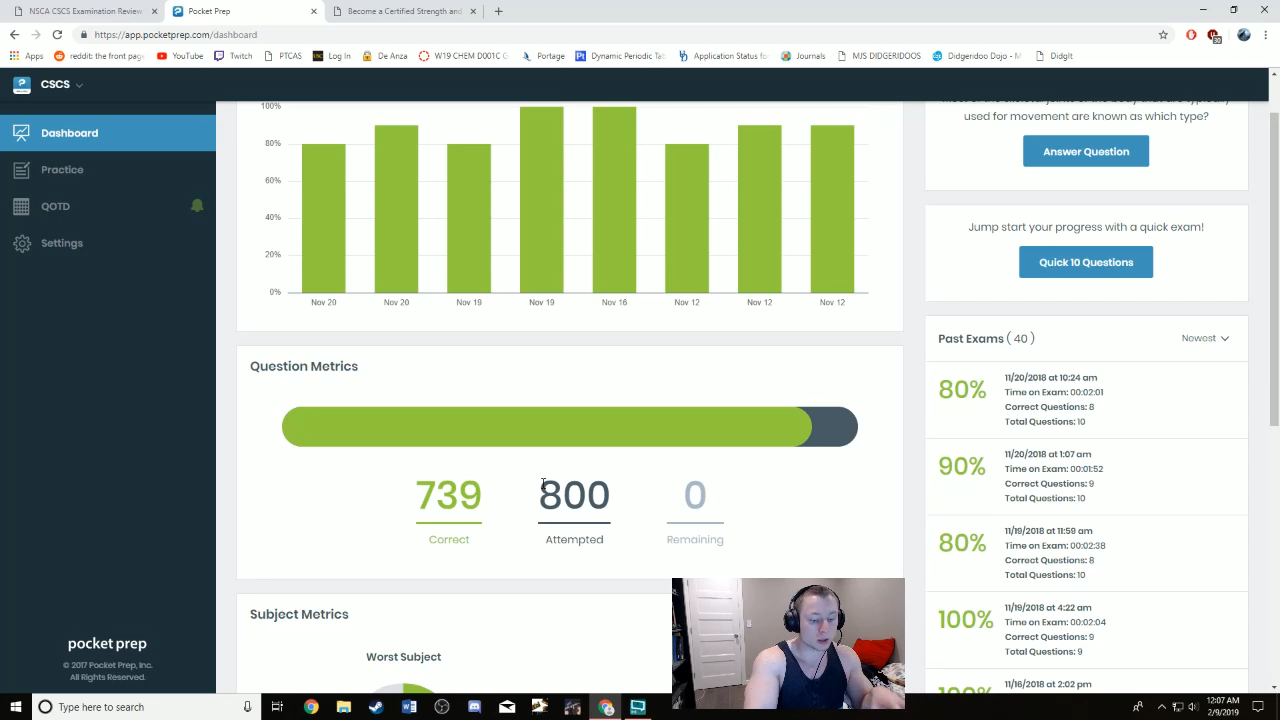 NSCA CSCS Examination Review
Pocket Prep
Become a Certified Strength and
https://app.pocketprep.com/dashboard
Apps
reddit: the front page
YouTube
PTCAS
Log In
De Anza
W19 CHEM D001C
Portage
Dynamic Periodic Tab
Application Status for
Journals
MJS DIDGERIDOOS
Didgeridoo Dojo - M
DidgIt
CSCS
Dashboard
Practice
QOTD
Settings
pocket prep
© 2017 Pocket Prep, Inc.
All Rights Reserved.
100%
80%
60%
40%
20%
0%
Nov 20
Nov 20
Nov 19
Nov 19
Nov 16
Nov 12
Nov 12
Nov 12
Question Metrics
739
800
0
Correct
Attempted
Remaining
Subject Metrics
Worst Subject
used for movement are known as which type?
Answer Question
Jump start your progress with a quick exam!
Quick 10 Questions
Past Exams ( 40 )
Newest
80%
11/20/2018 at 10:24 am
Time on Exam: 00:02:01
Correct Questions: 8
Total Questions: 10
90%
11/20/2018 at 1:07 am
Time on Exam: 00:01:52
Correct Questions: 9
Total Questions: 10
80%
11/19/2018 at 11:59 am
Time on Exam: 00:02:38
Correct Questions: 8
Total Questions: 10
100%
11/19/2018 at 4:22 am
Time on Exam: 00:02:04
Correct Questions: 9
Total Questions: 9
11/16/2018 at 2:02 pm
Type here to search
12:07 AM
2/9/2019